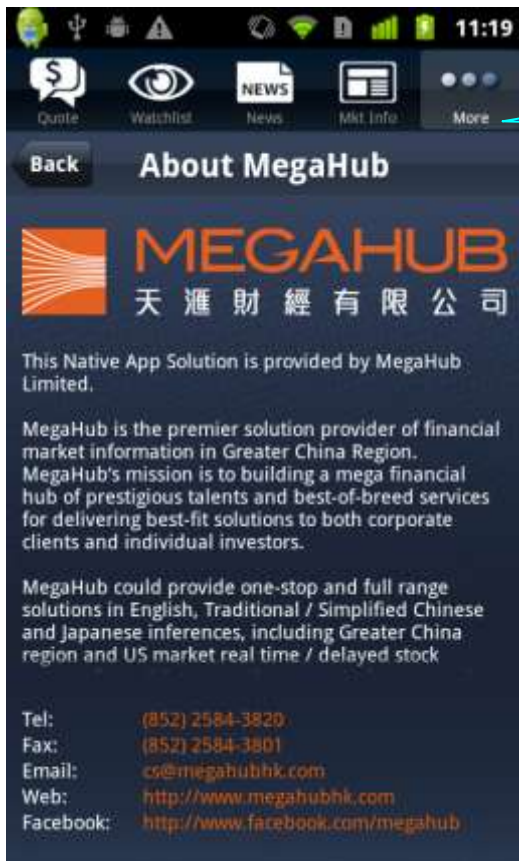 11:19
Quote Watchlist News Mkt Info More
NEWS
Back About MegaHub
MEGAHUB
天滙財經有限公司
This Native App Solution is provided by MegaHub
Limited.
MegaHub is the premier solution provider of financial
market information in Greater China Region.
MegaHub's mission is to building a mega financial
hub of prestigious talents and best-of-breed services
for delivering best-fit solutions to both corporate
clients and individual investors.
MegaHub could provide one-stop and full range
solutions in English, Traditional / Simplified Chinese
and Japanese inferences, including Greater China
region and US market real time / delayed stock
Tel: (852) 2584-3820
Fax: (852) 2584-3801
Email: cs@megahubhk.com
Web: http://www.megahubhk.com
Facebook: http://www.facebook.com/megahub